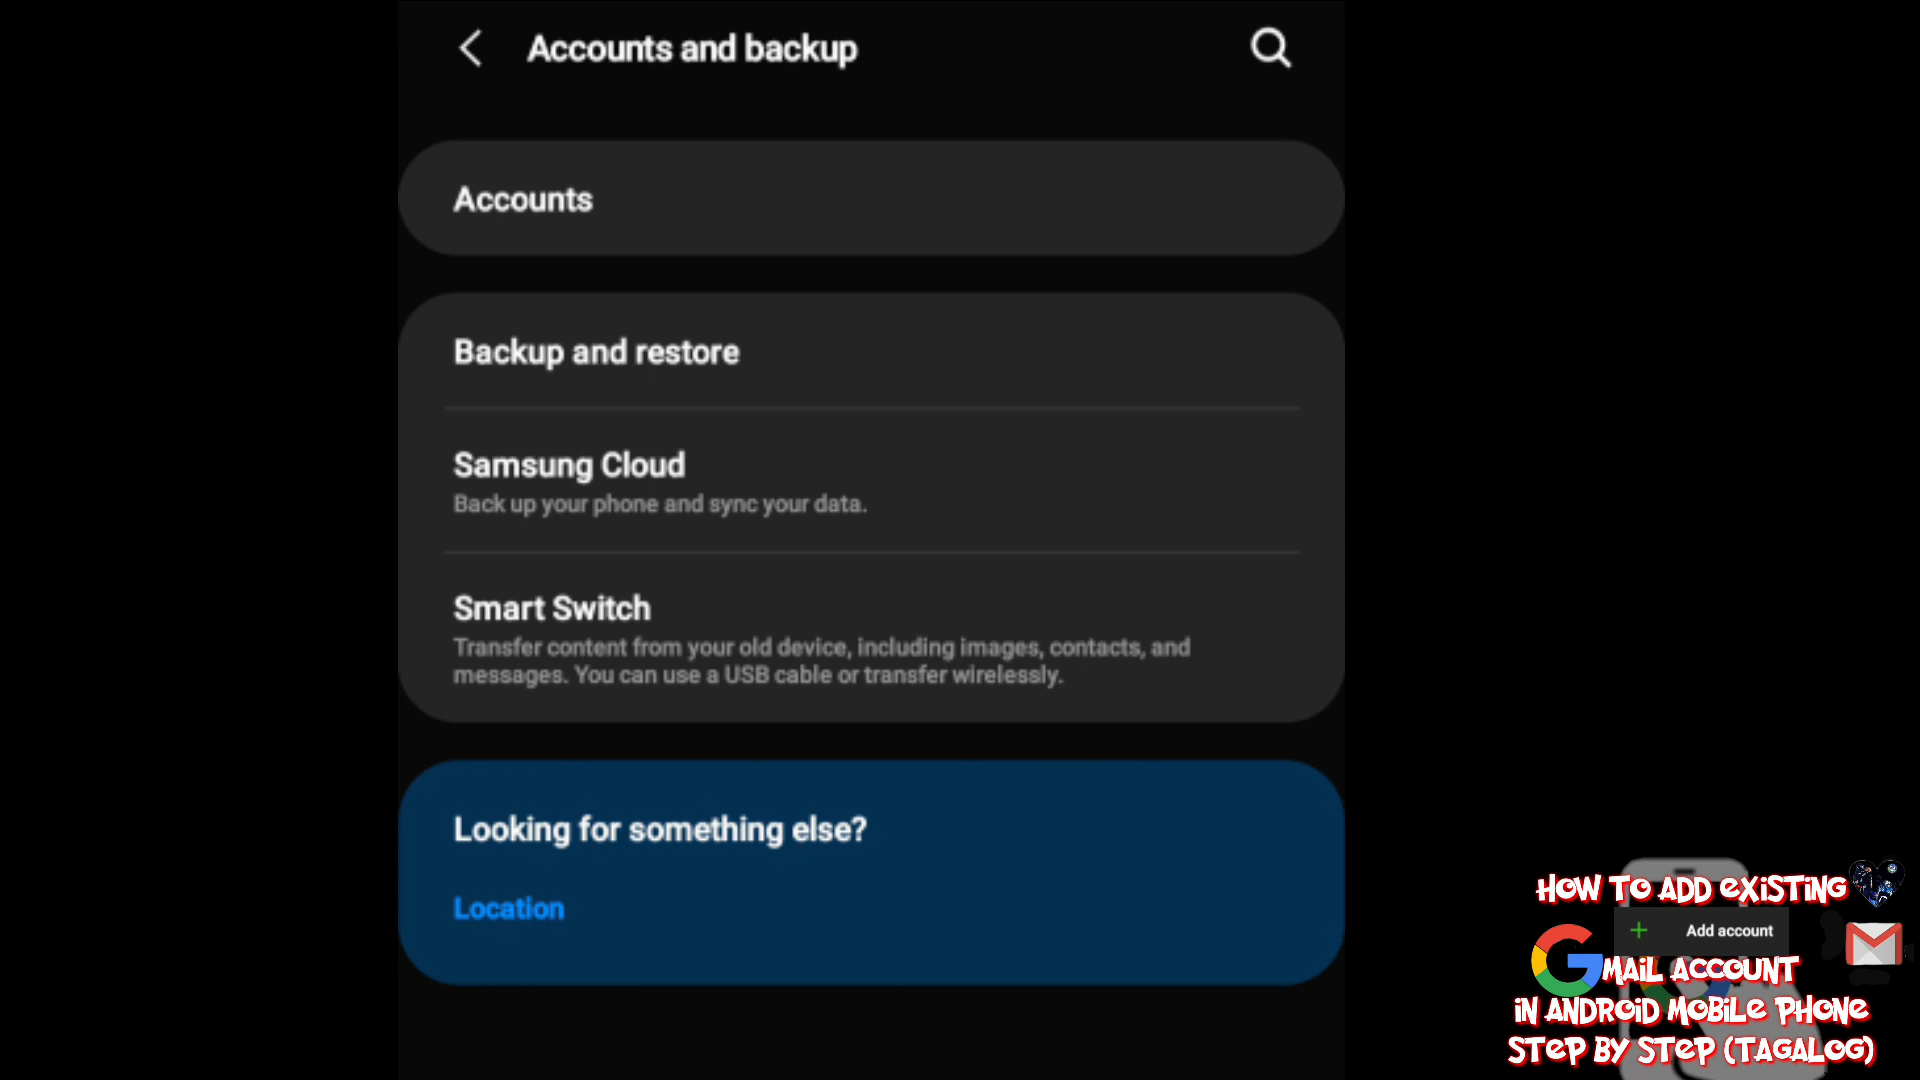 Accounts and backup
Accounts
Backup and restore
Samsung Cloud
Back up your phone and sync your data.
Smart Switch
Transfer content from your old device, including images, contacts, and
messages. You can use a USB cable or transfer wirelessly.
Looking for something else?
Location
HOW TO ADD EXISTING
Add account
GMAIL ACCOUNT
IN ANDROID MOBILE PHONE
STEP BY STEP (TAGALOG)